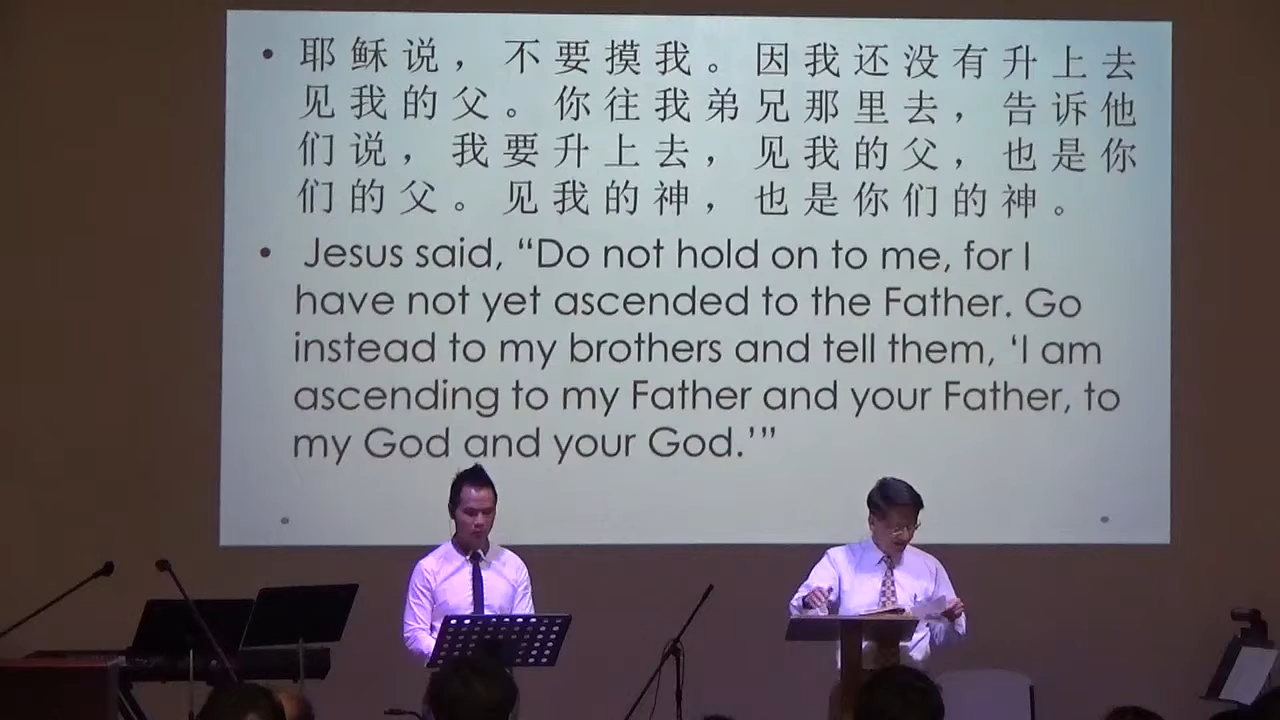 • 耶稣说，不要摸我。因我还没有升上去
见我的父。你往我弟兄那里去，告诉他
们说，我要升上去，见我的父，也是你
们的父。见我的神，也是你们的神。
• Jesus said, “Do not hold on to me, for I
have not yet ascended to the Father. Go
instead to my brothers and tell them, ‘I am
ascending to my Father and your Father, to
my God and your God.’”